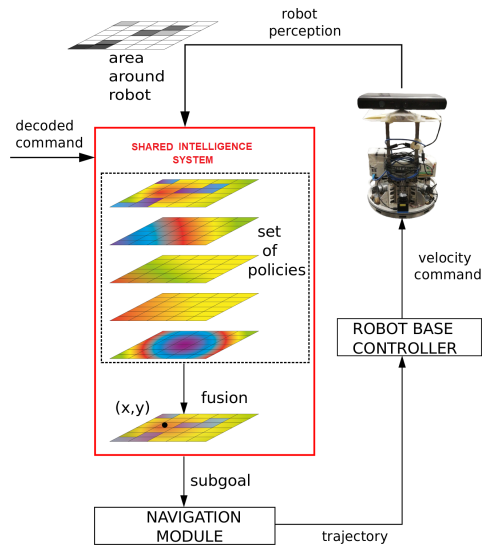 robot
perception
area
around
robot
decoded
command
SHARED INTELLIGENCE
SYSTEM
set
of
policies
velocity
command
ROBOT BASE
CONTROLLER
fusion
(x,y)
subgoal
NAVIGATION
MODULE
trajectory